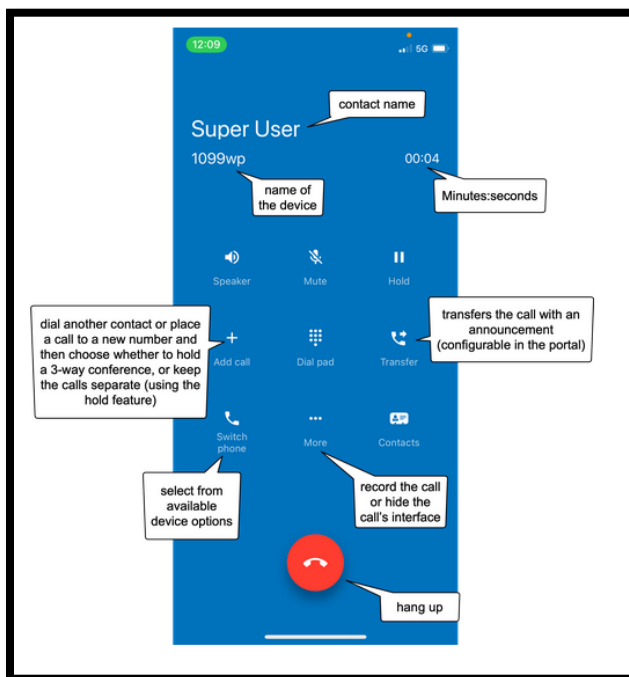 12:09
5G
contact name
Super User
1099wp
00:04
name of
the device
Minutes:seconds
Speaker
Mute
Hold
dial another contact or place
a call to a new number and
then choose whether to hold
a 3-way conference, or keep
the calls separate (using the
hold feature)
transfers the call with an
announcement
(configurable in the portal)
Add call
Dial pad
Transfer
Switch
phone
More
Contacts
select from
available
device options
record the call
or hide the
call's interface
hang up